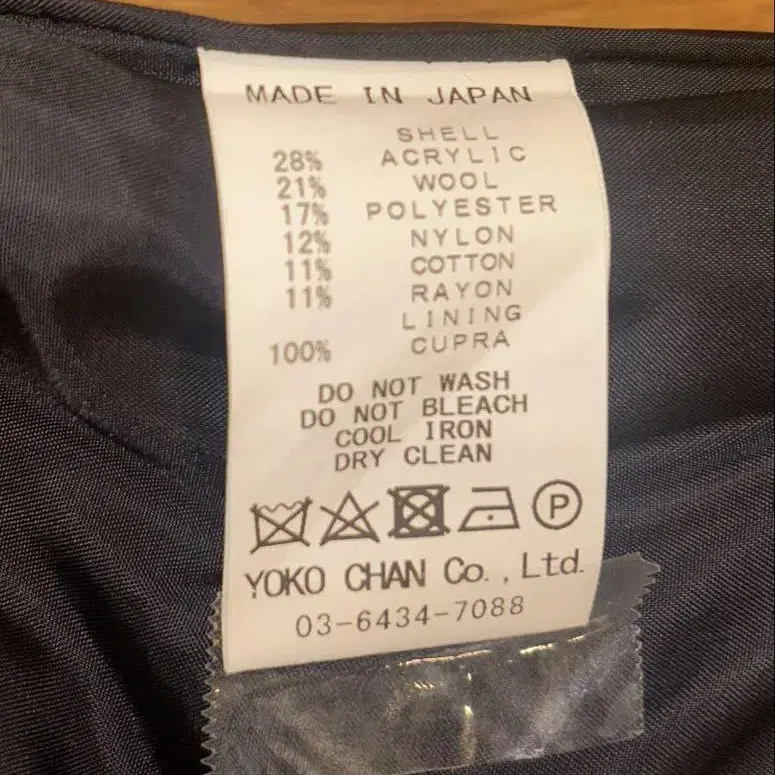 MADE IN JAPAN
SHELL
28% ACRYLIC
21% WOOL
17% POLYESTER
12% NYLON
11% COTTON
11% RAYON
LINING
100% CUPRA
DO NOT WASH
DO NOT BLEACH
COOL IRON
DRY CLEAN
P
YOKO CHAN Co., Ltd.
03-6434-7088